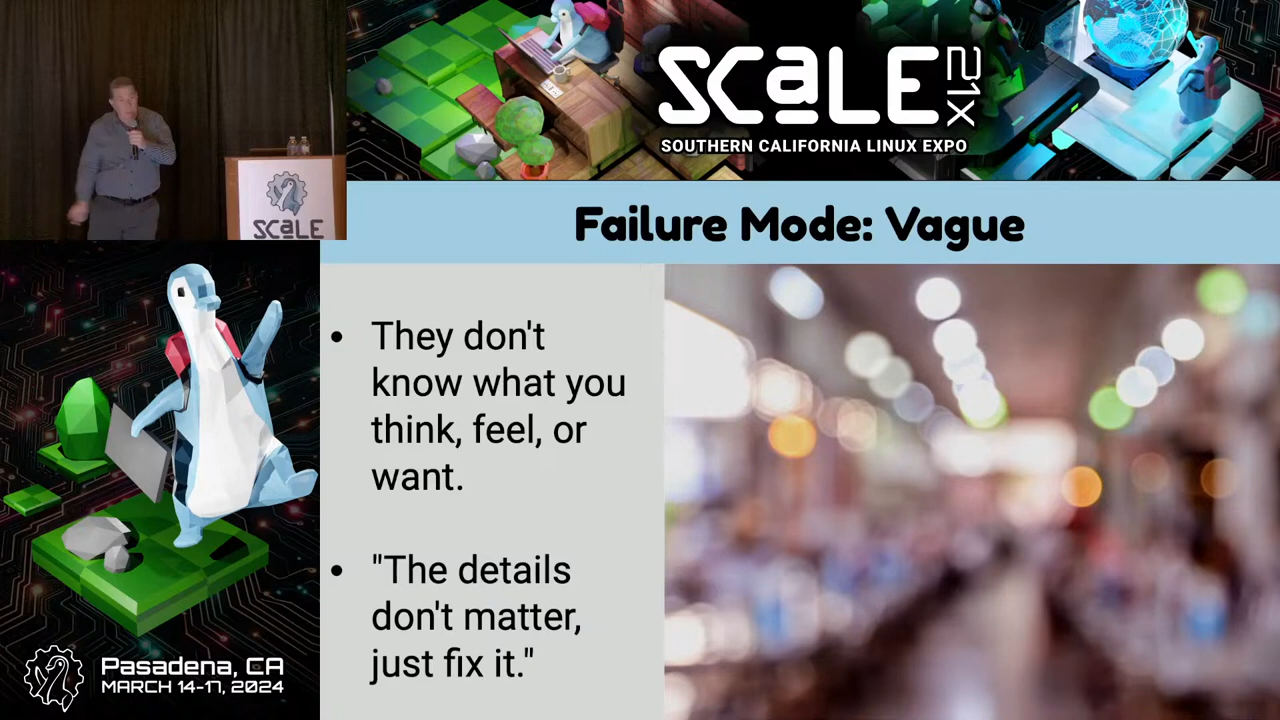 SCALE
21X
SOUTHERN CALIFORNIA LINUX EXPO
SCALE
Failure Mode: Vague
• They don't
know what you
think, feel, or
want.
• "The details
don't matter,
just fix it."
Pasadena, CA
MARCH 14-17, 2024